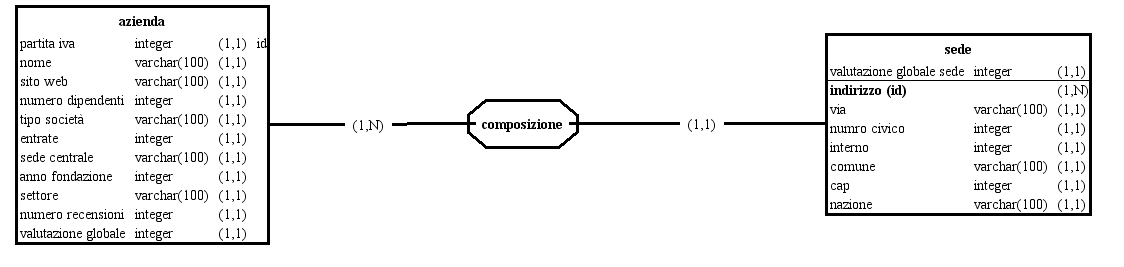 azienda
partita iva integer (1,1) id
nome varchar(100) (1,1)
sito web varchar(100) (1,1)
numero dipendenti integer (1,1)
tipo società varchar(100) (1,1)
entrate integer (1,1)
sede centrale varchar(100) (1,1)
anno fondazione integer (1,1)
settore varchar(100) (1,1)
numero recensioni integer (1,1)
valutazione globale integer (1,1)
(1,N)
composizione
(1,1)
sede
valutazione globale sede integer (1,1)
indirizzo (id) (1,N)
via varchar(100) (1,1)
numro civico integer (1,1)
interno integer (1,1)
comune varchar(100) (1,1)
cap integer (1,1)
nazione varchar(100) (1,1)